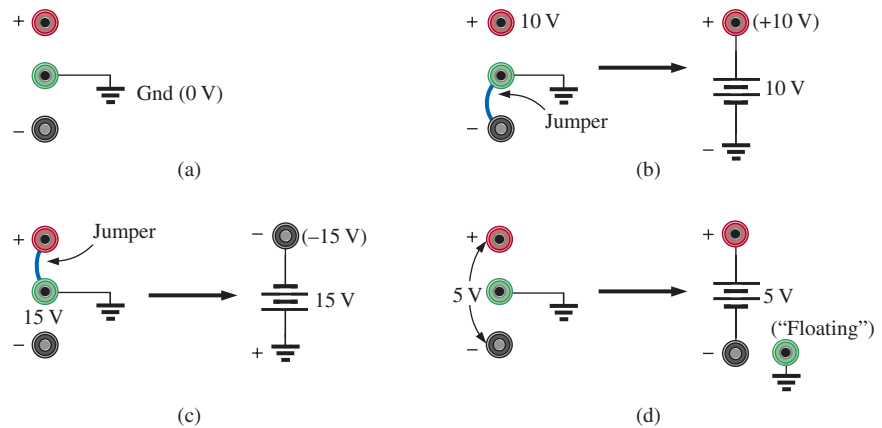 +
Gnd (0 V)
–
(a)
+ 10 V
Jumper
–
+ (+10 V)
10 V
–
(b)
+
Jumper
15 V
–
– (–15 V)
15 V
+
(c)
+
5 V
–
+
5 V
("Floating")
–
(d)